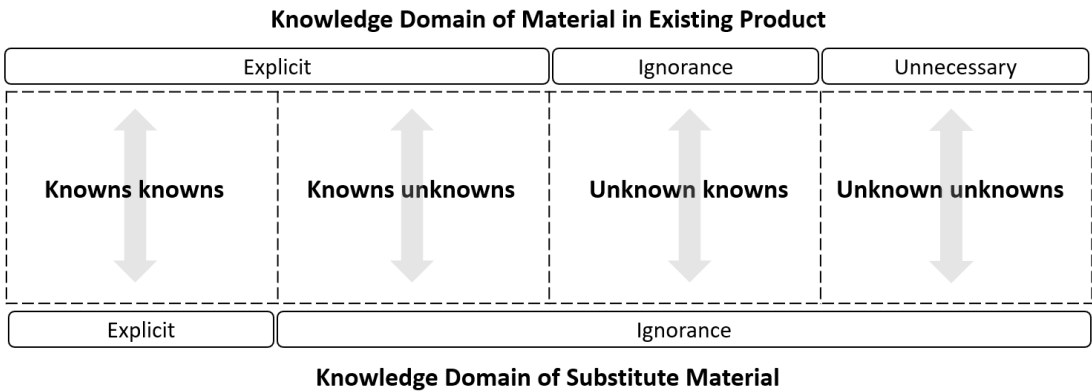 Knowledge Domain of Material in Existing Product
Explicit Ignorance Unnecessary
Knowns knowns Knowns unknowns Unknown knowns Unknown unknowns
Explicit Ignorance
Knowledge Domain of Substitute Material